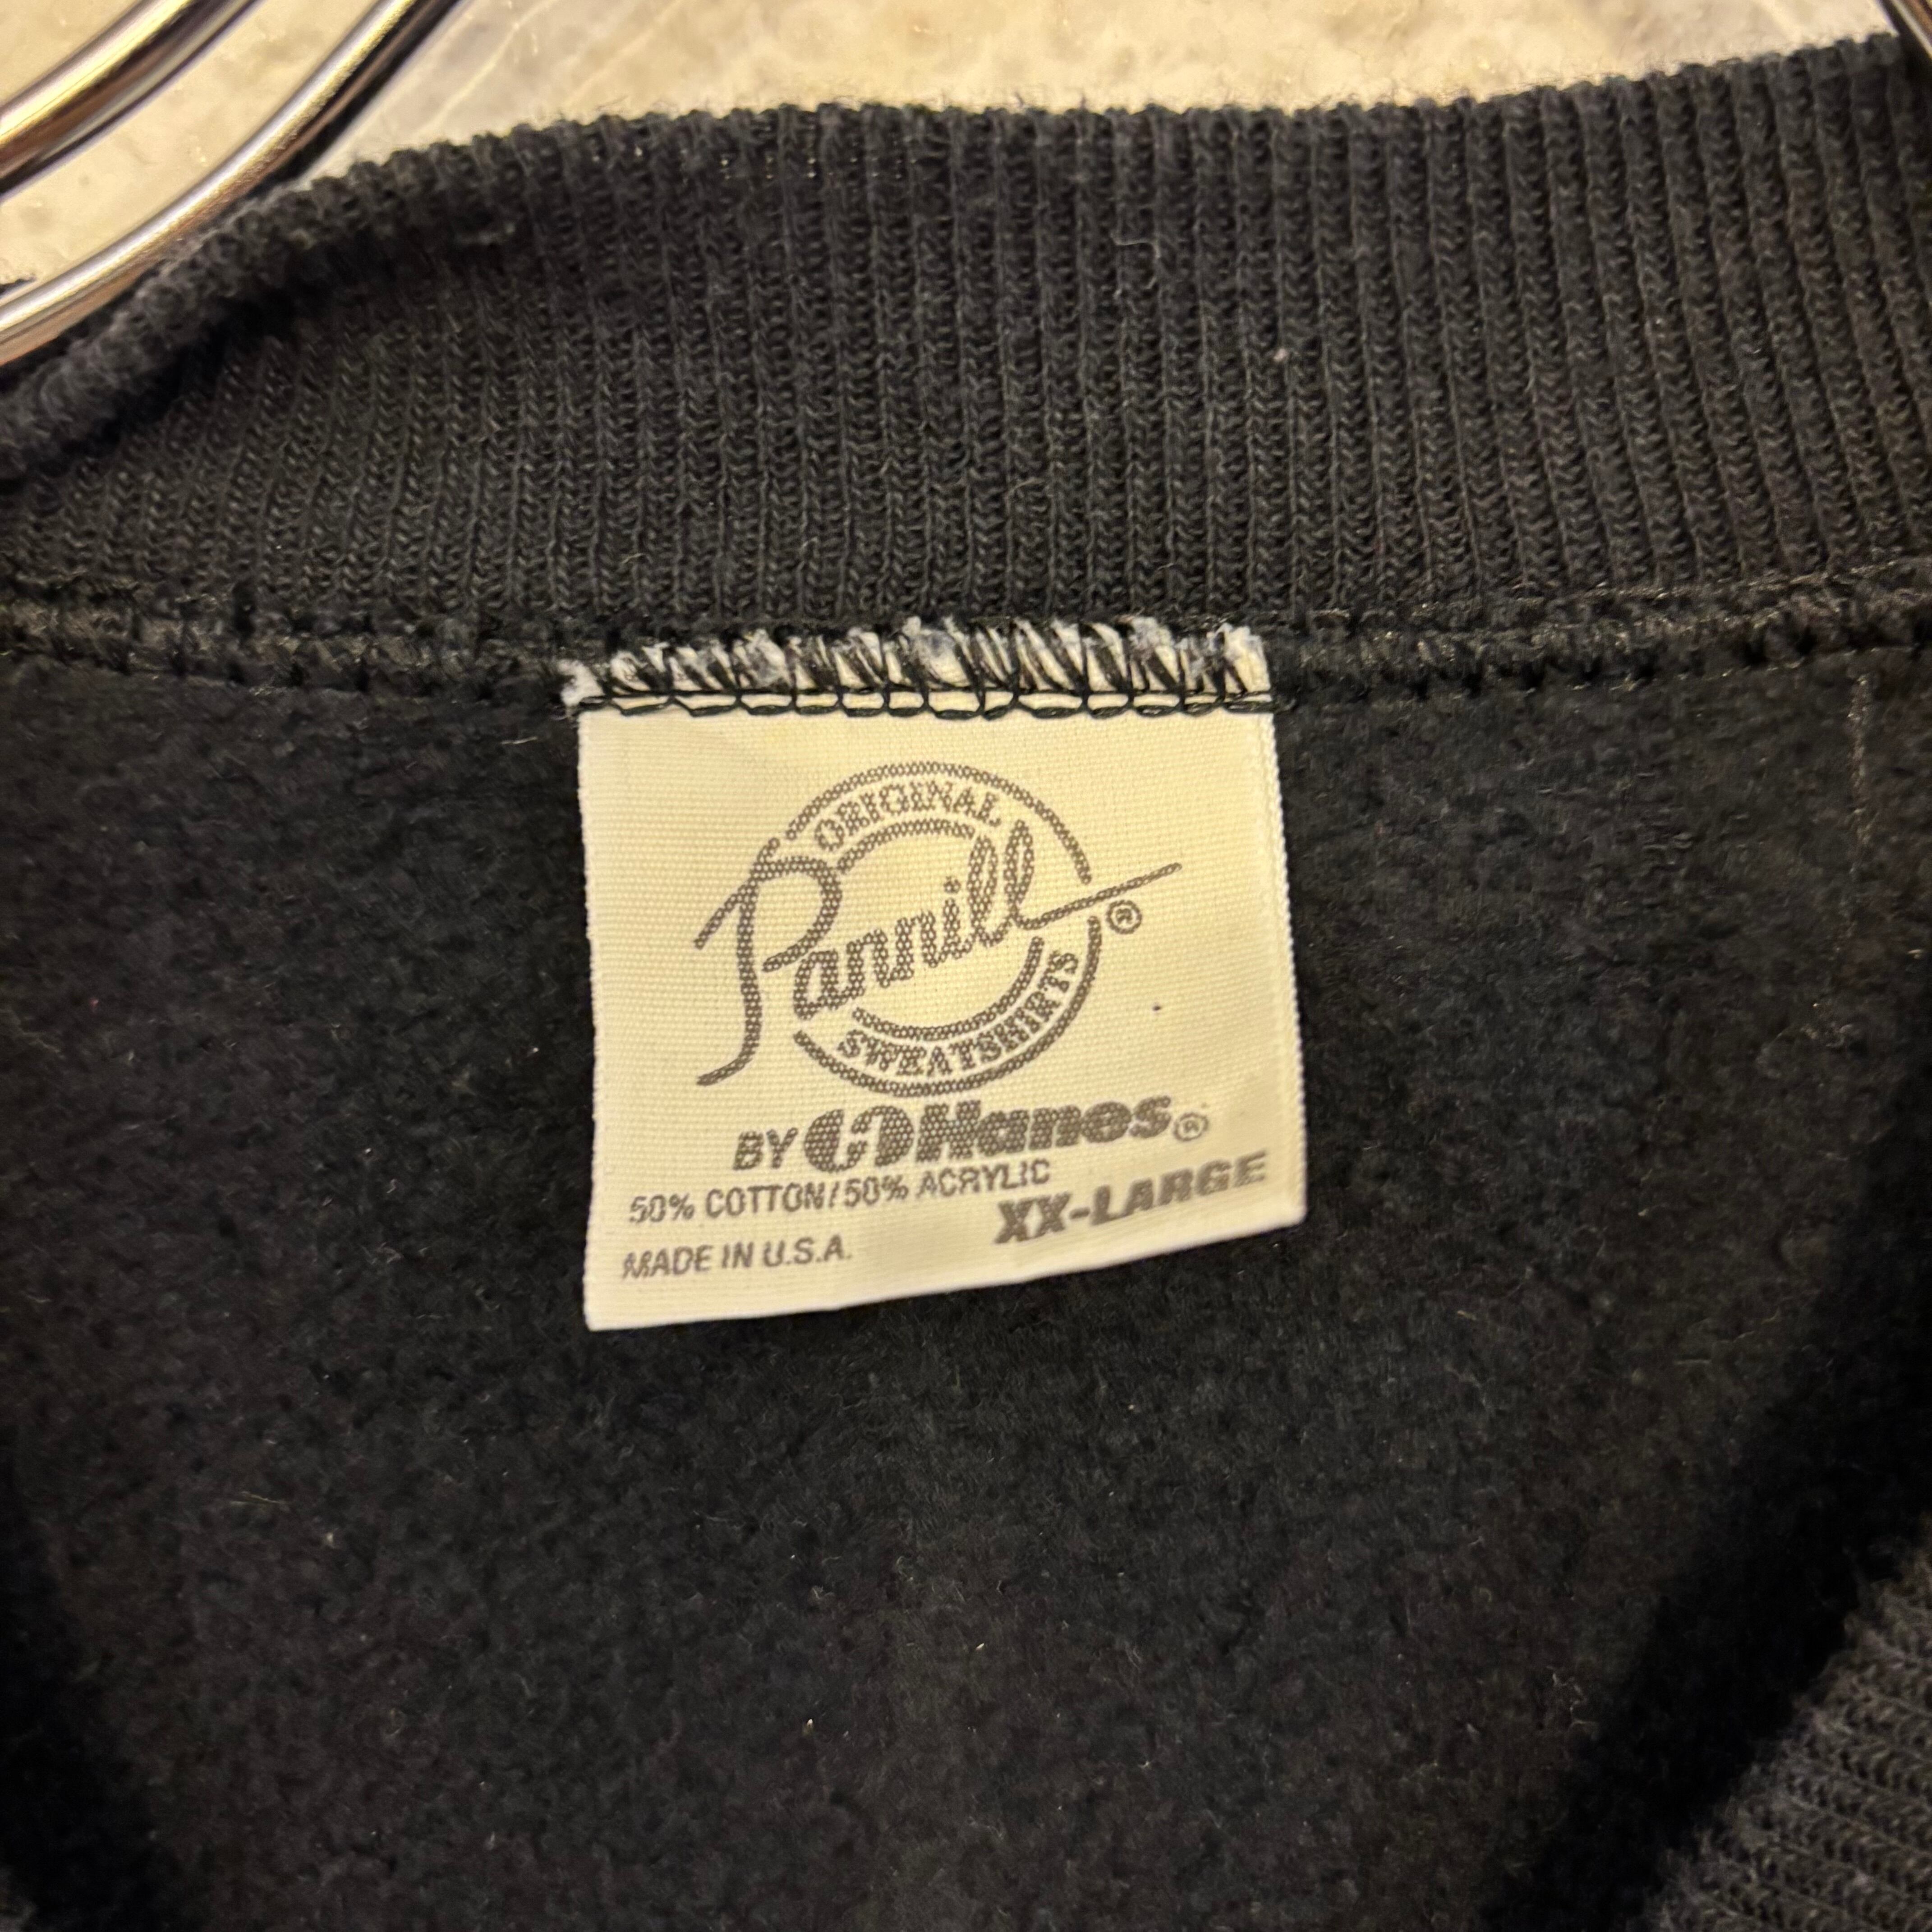 ORIGINAL
Pannill ®
SWEATSHIRTS
BY Hanes®
50% COTTON/50% ACRYLIC
XX-LARGE
MADE IN U.S.A.